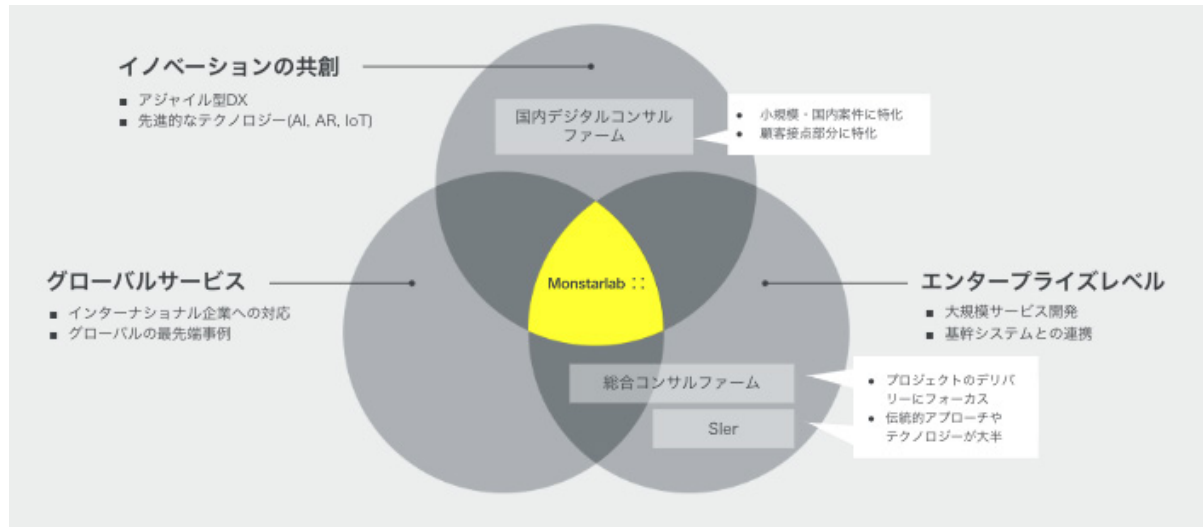 イノベーションの共創
■ アジャイル型DX
■ 先進的なテクノロジー(AI, AR, IoT)
国内デジタルコンサル
ファーム
● 小規模・国内案件に特化
● 顧客接点部分に特化
グローバルサービス
■ インターナショナル企業への対応
■ グローバルの最先端事例
Monstarlab
エンタープライズレベル
■ 大規模サービス開発
■ 基幹システムとの連携
総合コンサルファーム
SIer
● プロジェクトのデリバ
リーにフォーカス
● 伝統的アプローチや
テクノロジーが大半